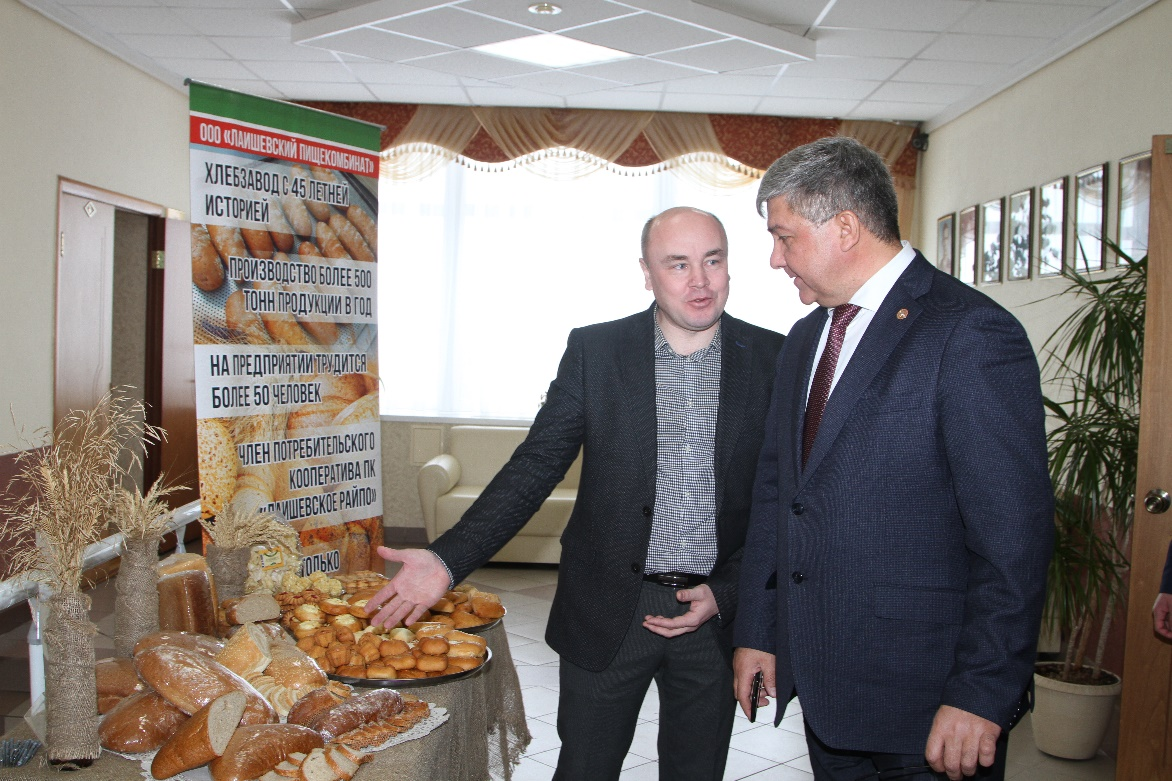 ООО «ЛАИШЕВСКИЙ ПИЩЕКОМБИНАТ»
ХЛЕБЗАВОД С 45 ЛЕТНЕЙ
ИСТОРИЕЙ
ПРОИЗВОДСТВО БОЛЕЕ 500
ТОНН ПРОДУКЦИИ В ГОД
НА ПРЕДПРИЯТИИ ТРУДИТСЯ
БОЛЕЕ 50 ЧЕЛОВЕК
ЧЛЕН ПОТРЕБИТЕЛЬСКОГО
КООПЕРАТИВА ПК
«ЛАИШЕВСКОЕ РАЙПО»
ТОЛЬКО